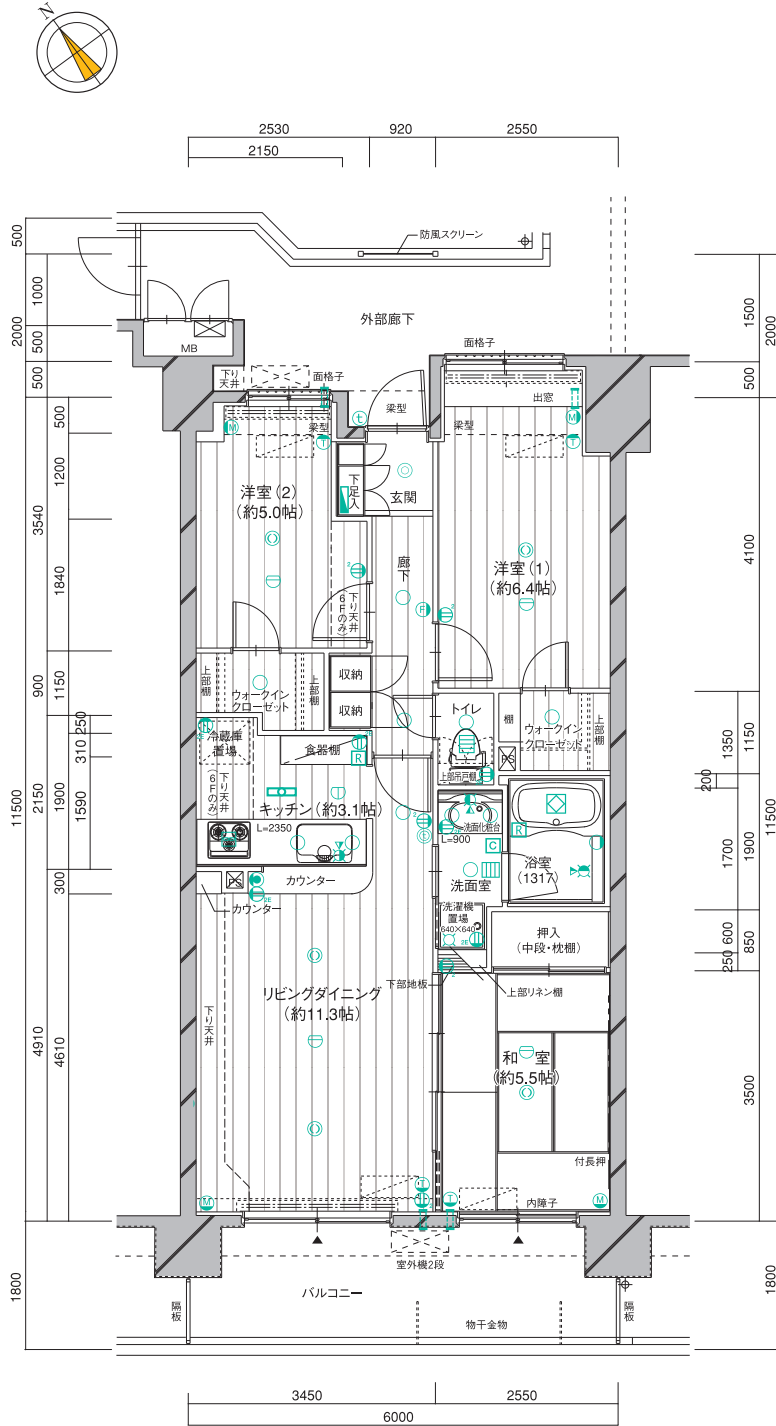 N
2530
920
2550
2150
500
1000
2000
500
500
防風スクリーン
外部廊下
MB
下り
天井
面格子
面格子
1500
2000
500
梁型
出窓
梁型
梁型
500
1200
3540
1840
洋室(2)
(約5.0帖)
下足入
玄関
廊下
洋室(1)
(約6.4帖)
4100
下り天井
(6Fのみ)
900
1150
上部棚
ウォークイン
クローゼット
上部棚
収納
収納
トイレ
棚
ウォークイン
クローゼット
上部棚
PS
上部吊戸棚
1350
1150
200
250
310
11500
2150
1900
1590
冷蔵庫
置場
食器棚
R
下り天井
(6Fのみ)
キッチン(約3.1帖)
L=2350
洗面化粧台
L=900
C
R
浴室
(1317)
洗面室
1700
1900
11500
300
PS
カウンター
カウンター
洗濯機
置場
640×640
押入
(中段・枕棚)
600
250
850
下部地板
上部リネン棚
リビングダイニング
(約11.3帖)
下り天井
和室
(約5.5帖)
4910
4610
3500
付長押
内障子
室外機2段
バルコニー
物干金物
隔板
隔板
1800
1800
3450
2550
6000